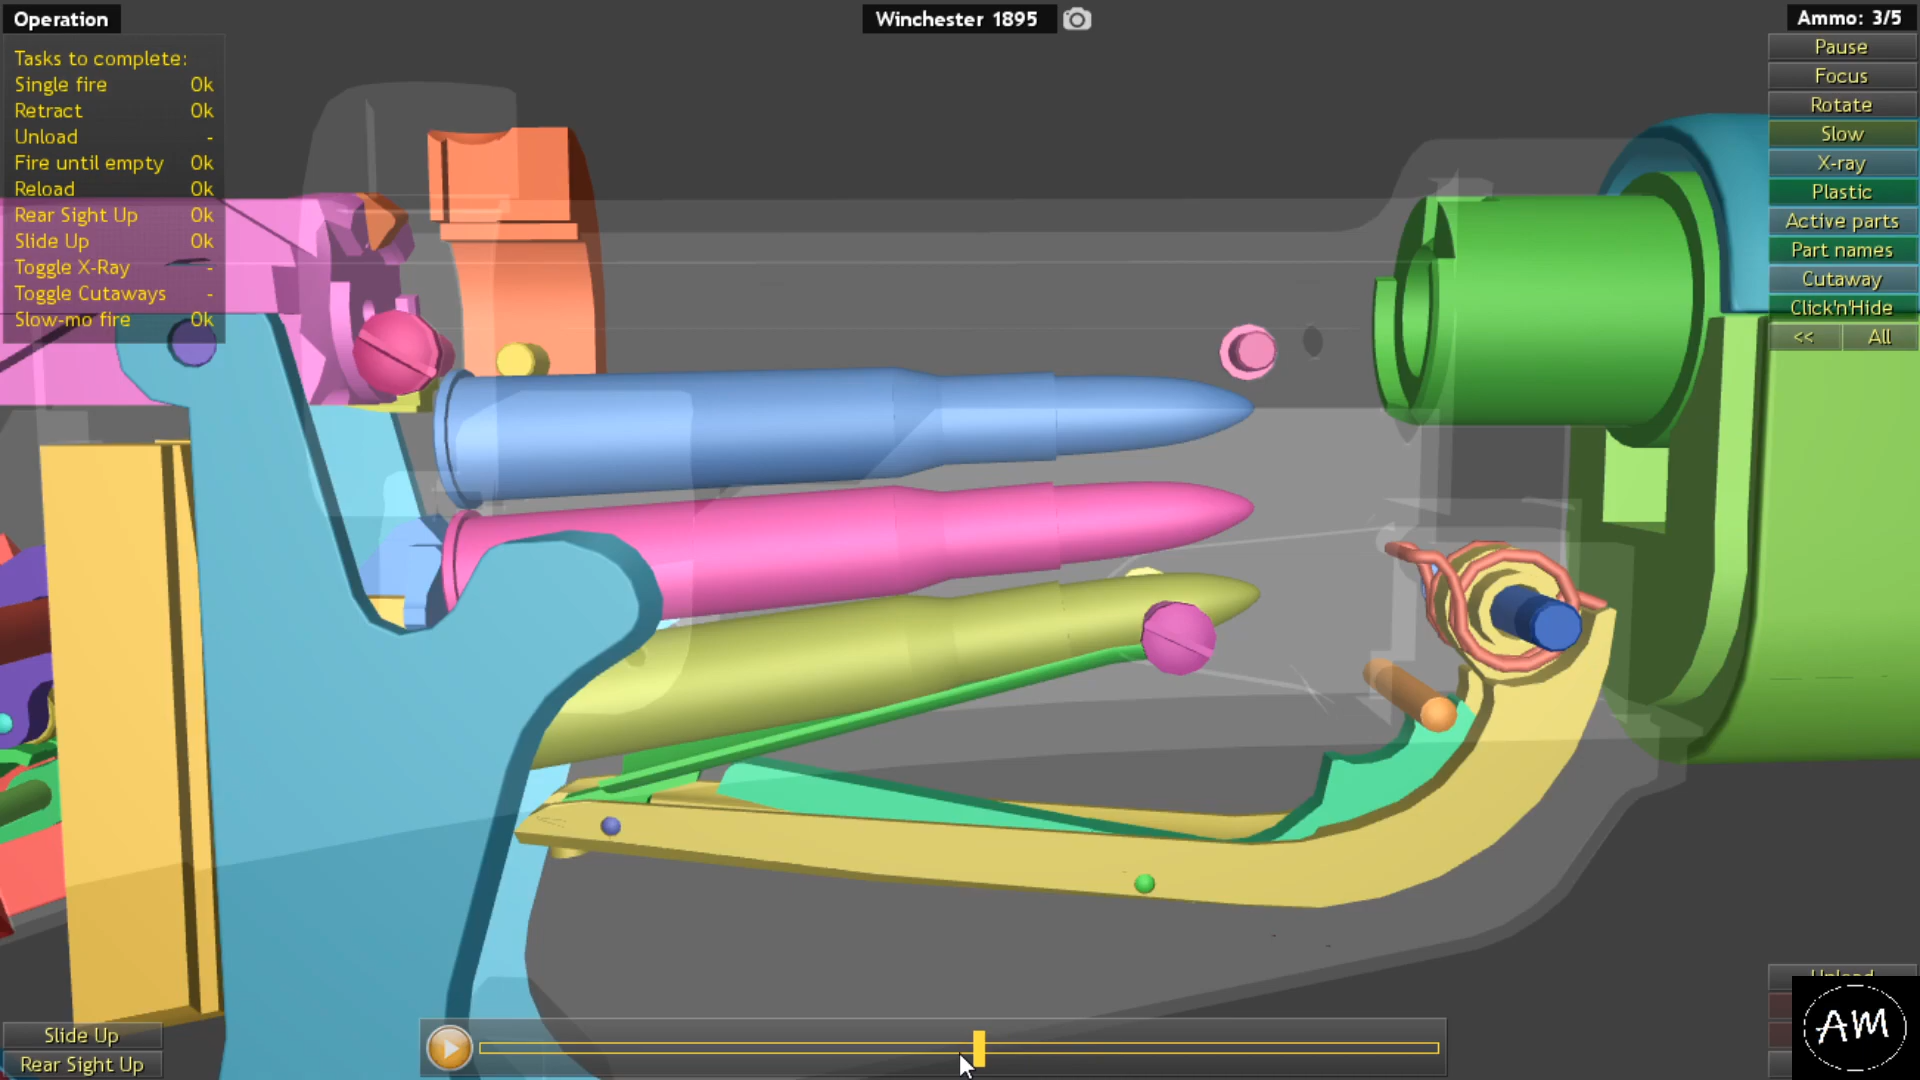 Operation
Winchester 1895
Ammo: 3/5
Tasks to complete:
Single fire Ok
Retract Ok
Unload -
Fire until empty Ok
Reload Ok
Rear Sight Up Ok
Slide Up Ok
Toggle X-Ray -
Toggle Cutaways -
Slow-mo fire Ok
Pause
Focus
Rotate
Slow
X-ray
Plastic
Active parts
Part names
Cutaway
Click'n'Hide
<< All
Unload
Slide Up
Rear Sight Up
AM